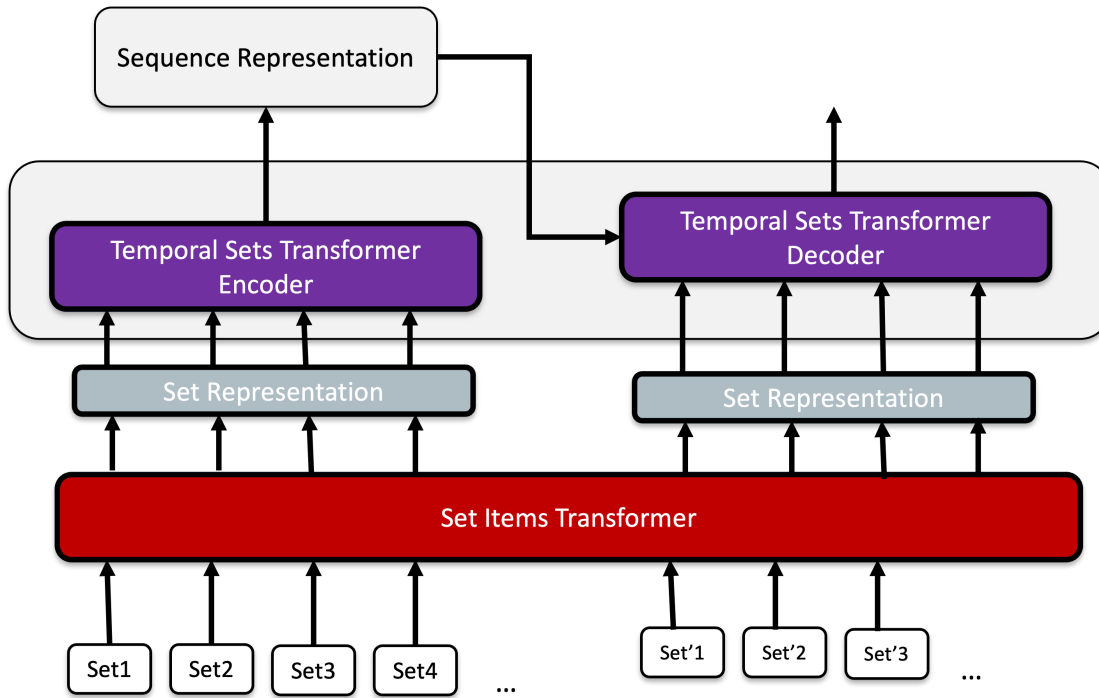 Sequence Representation
Temporal Sets Transformer
Encoder
Temporal Sets Transformer
Decoder
Set Representation
Set Representation
Set Items Transformer
Set1
Set2
Set3
Set4
...
Set’1
Set’2
Set’3
...